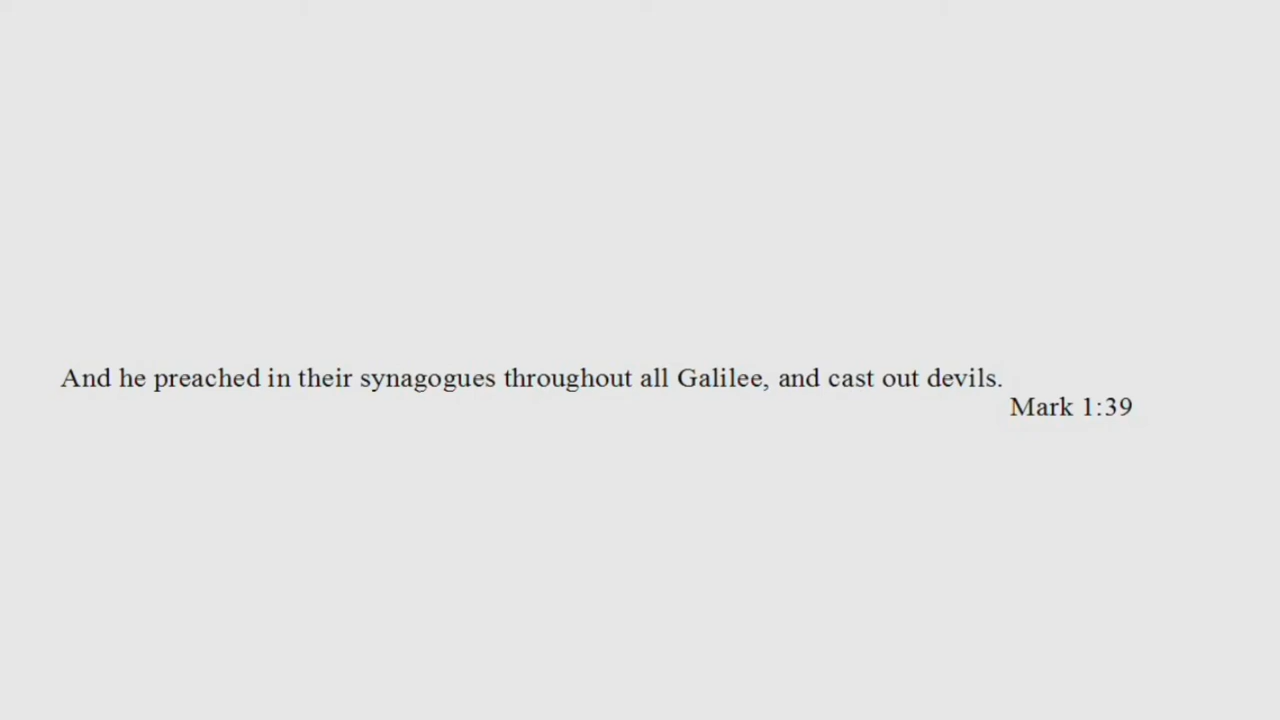 And he preached in their synagogues throughout all Galilee, and cast out devils.
Mark 1:39